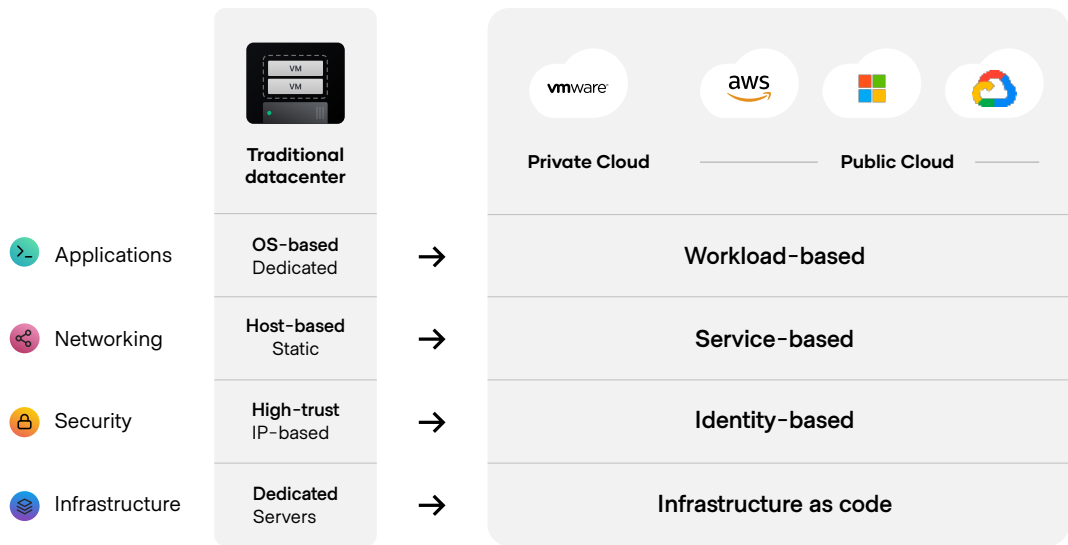 VM
VM
Traditional
datacenter
vmware
aws
Private Cloud
Public Cloud
Applications
OS-based
Dedicated
Workload-based
Networking
Host-based
Static
Service-based
Security
High-trust
IP-based
Identity-based
Infrastructure
Dedicated
Servers
Infrastructure as code